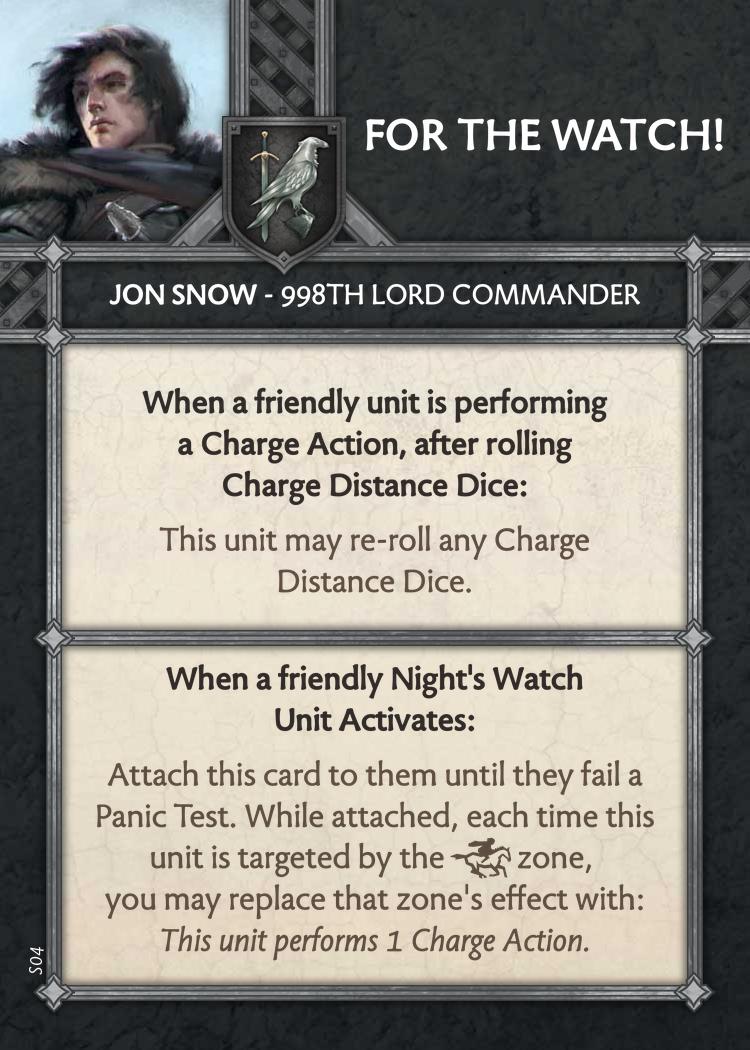 FOR THE WATCH!
JON SNOW - 998TH LORD COMMANDER
When a friendly unit is performing
a Charge Action, after rolling
Charge Distance Dice:
This unit may re-roll any Charge
Distance Dice.
When a friendly Night's Watch
Unit Activates:
Attach this card to them until they fail a
Panic Test. While attached, each time this
unit is targeted by the zone,
you may replace that zone's effect with:
This unit performs 1 Charge Action.
S04